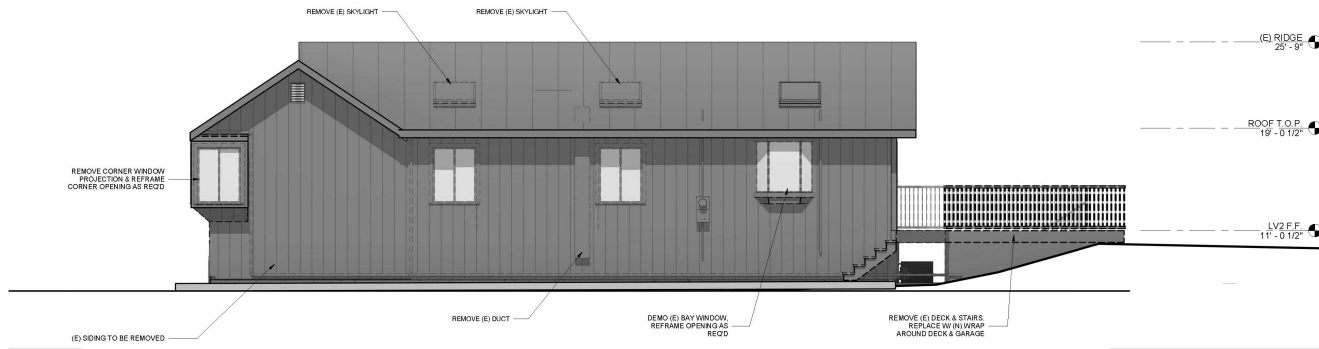 REMOVE (E) SKYLIGHT
REMOVE (E) SKYLIGHT
(E) RIDGE
25' - 9"
ROOF T.O.P.
19' - 0 1/2"
REMOVE CORNER WINDOW
PROJECTION & REFRAME
CORNER OPENING AS REQ'D
LV2 F.F.
11' - 0 1/2"
(E) SIDING TO BE REMOVED
REMOVE (E) DUCT
DEMO (E) BAY WINDOW,
REFRAME OPENING AS
REQ'D
REMOVE (E) DECK & STAIRS.
REPLACE W/ (N) WRAP
AROUND DECK & GARAGE